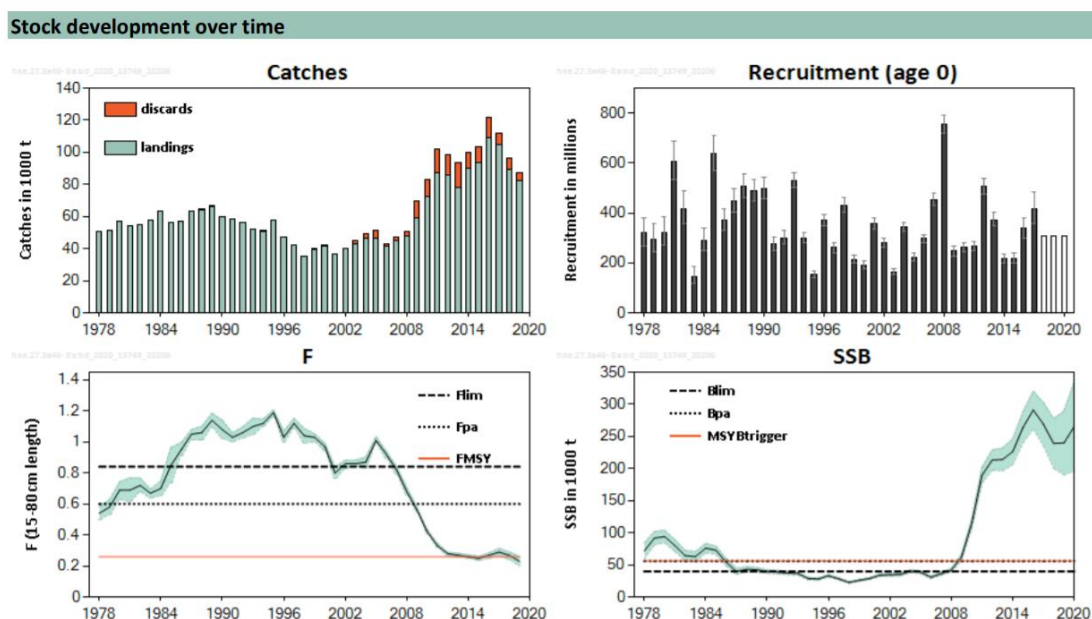 Stock development over time
Catches
Catches in 1000 t
140
120
100
80
60
40
20
0
discards
landings
1978 1984 1990 1996 2002 2008 2014 2020
Recruitment (age 0)
Recruitment in millions
800
600
400
200
0
1978 1984 1990 1996 2002 2008 2014 2020
F
F (15-80cm length)
1.4
1.2
1
0.8
0.6
0.4
0.2
0
Flim
Fpa
FMSY
1978 1984 1990 1996 2002 2008 2014 2020
SSB
SSB in 1000 t
350
300
250
200
150
100
50
0
Blim
Bpa
MSYBtrigger
1978 1984 1990 1996 2002 2008 2014 2020